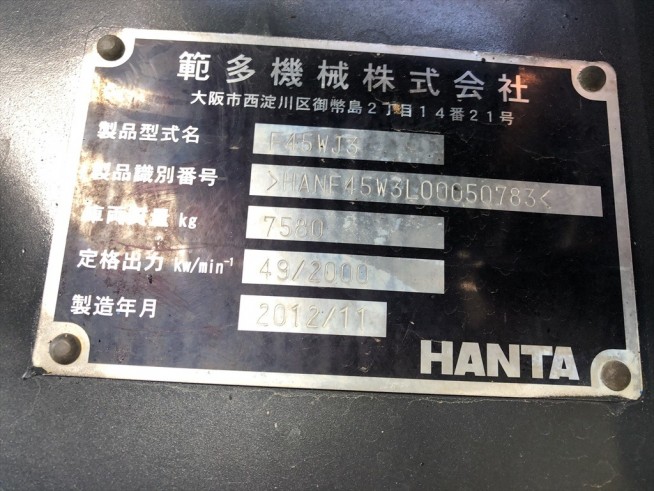 範多機械株式会社
大阪市西淀川区御幣島2丁目14番21号
製品型式名 F45WJ3
製品識別番号 >HANF45W3L00050783<
車両質量 kg 7580
定格出力 kw/min⁻¹ 49/2000
製造年月 2012/11
HANTA